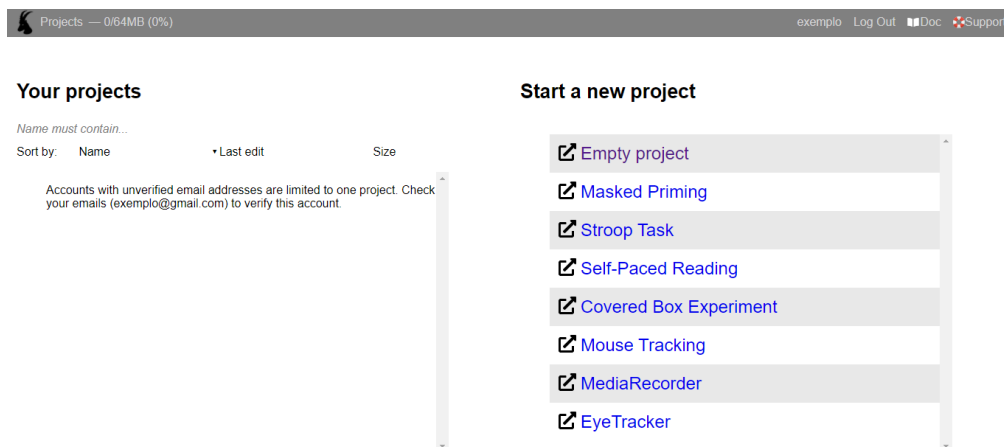 Projects — 0/64MB (0%)
exemplo Log Out Doc Support
Your projects
Name must contain...
Sort by: Name ▾Last edit Size
Accounts with unverified email addresses are limited to one project. Check
your emails (exemplo@gmail.com) to verify this account.
Start a new project
Empty project
Masked Priming
Stroop Task
Self-Paced Reading
Covered Box Experiment
Mouse Tracking
MediaRecorder
EyeTracker